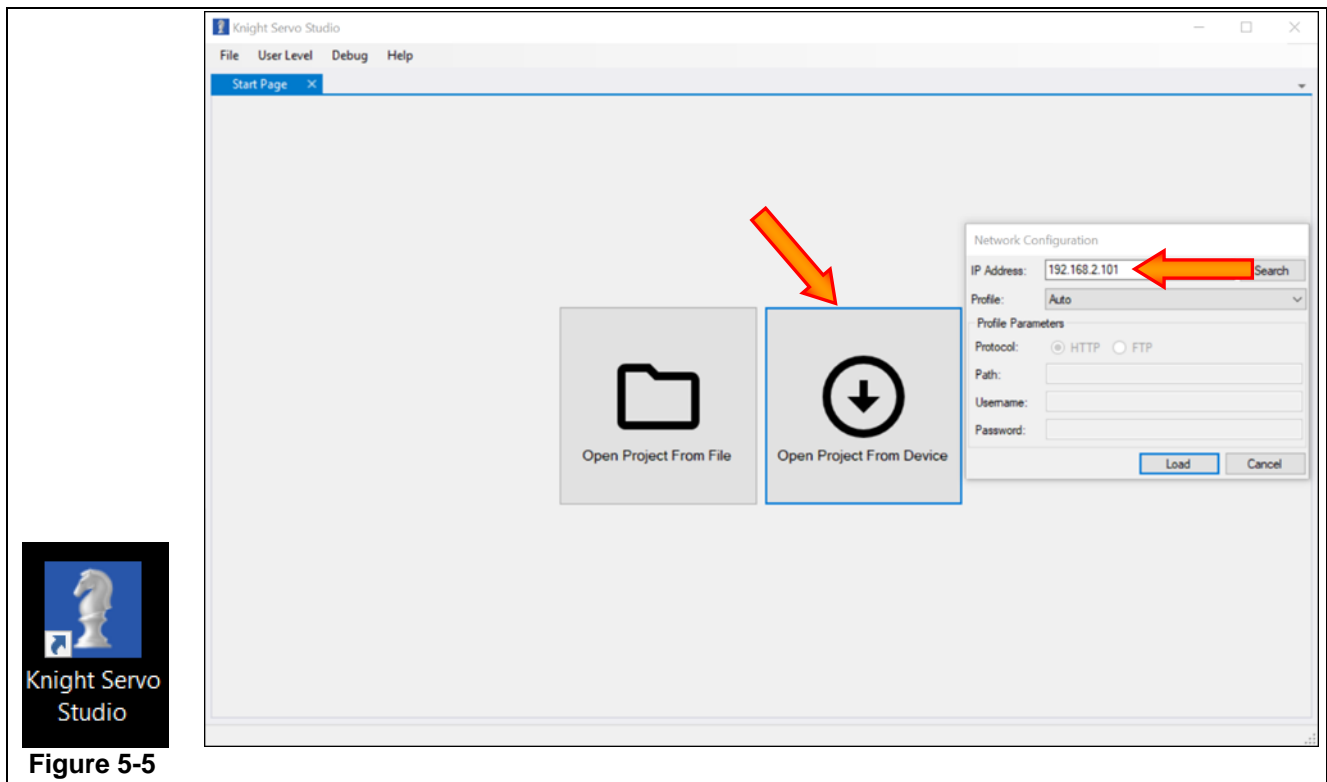 Knight Servo Studio
File User Level Debug Help
Start Page
Network Configuration
IP Address: 192.168.2.101 Search
Profile: Auto
Profile Parameters
Protocol: HTTP FTP
Path:
Username:
Password:
Load Cancel
Open Project From File
Open Project From Device
Knight Servo
Studio
Figure 5-5